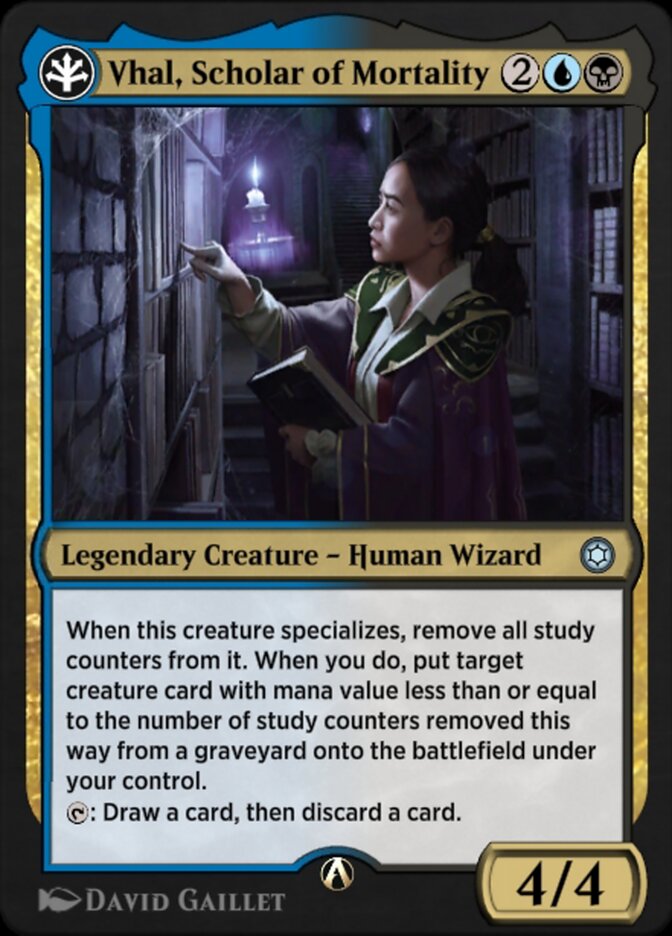 Vhal, Scholar of Mortality 2
Legendary Creature – Human Wizard
When this creature specializes, remove all study
counters from it. When you do, put target
creature card with mana value less than or equal
to the number of study counters removed this
way from a graveyard onto the battlefield under
your control.
: Draw a card, then discard a card.
4/4
DAVID GAILLET